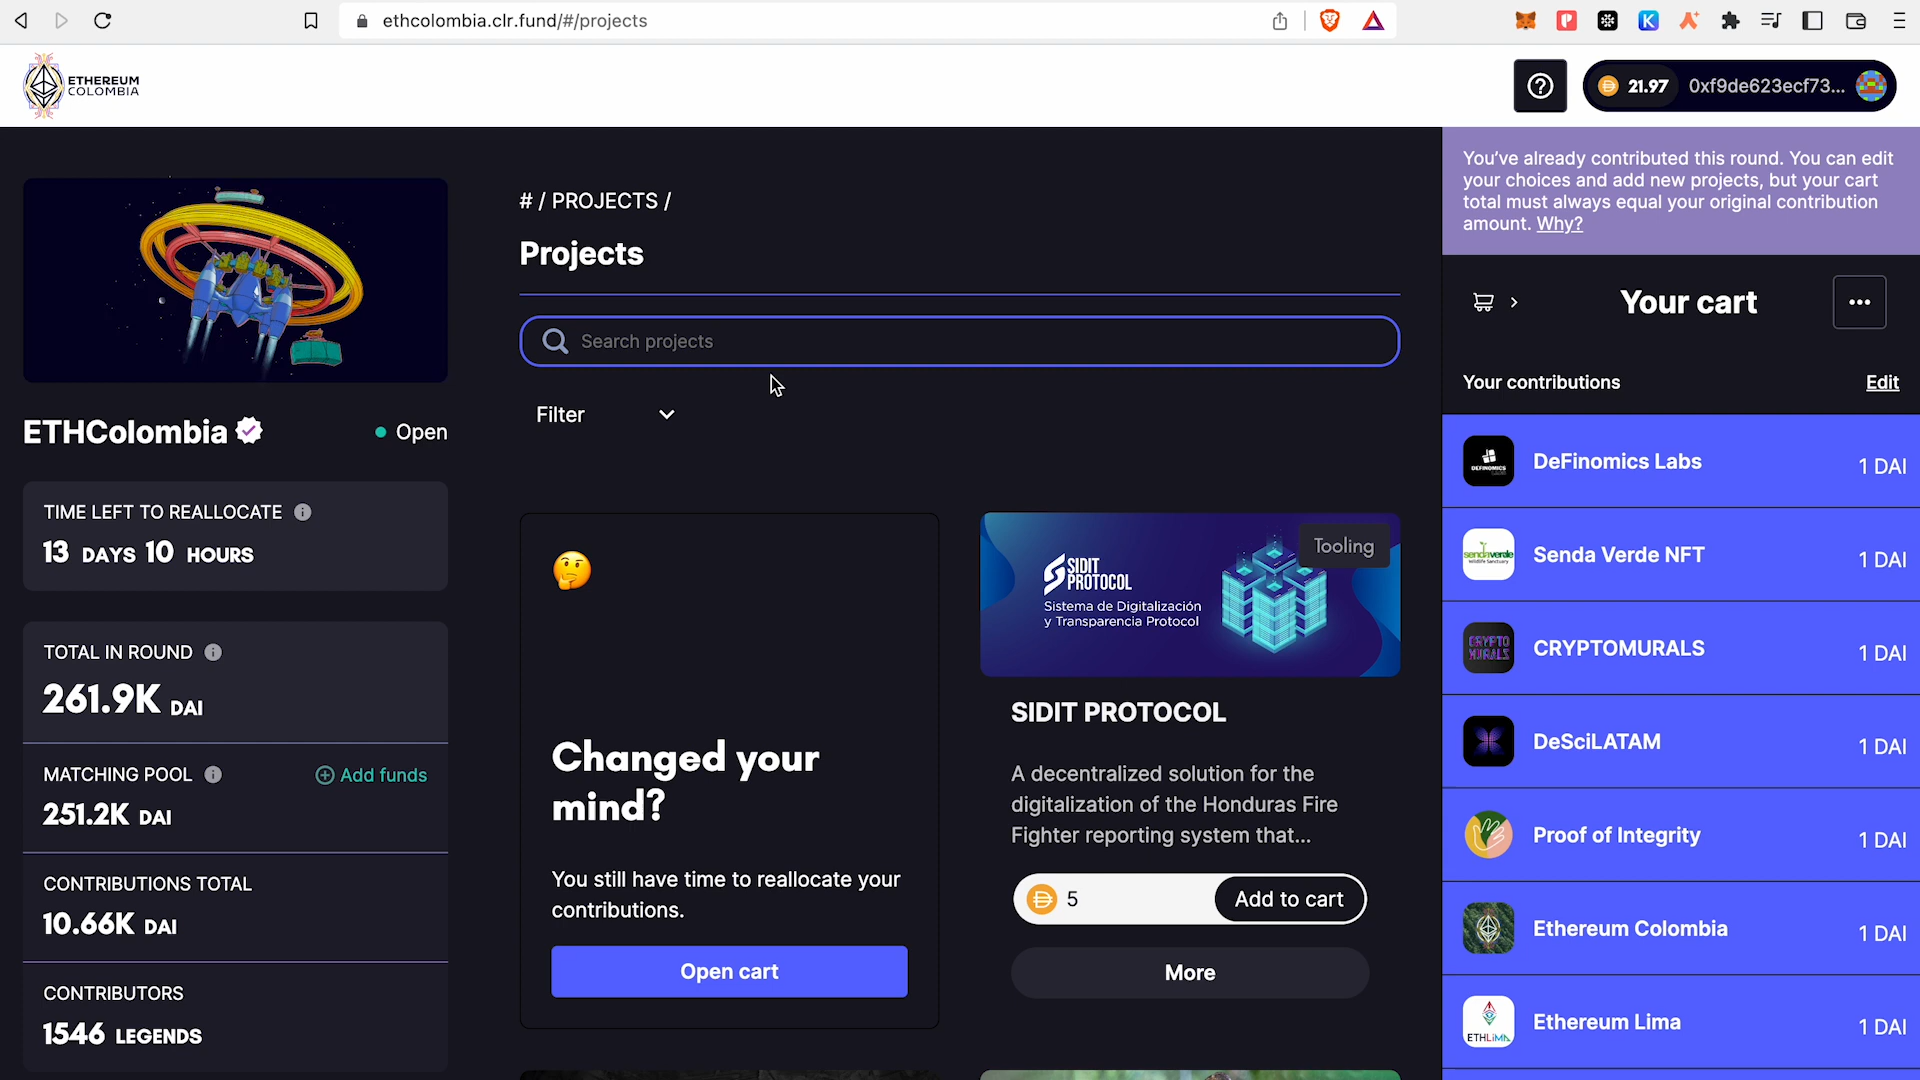 ethcolombia.clr.fund/#/projects
ETHEREUM
COLOMBIA
21.97
0xf9de623ecf73...
ETHColombia
Open
TIME LEFT TO REALLOCATE
13 DAYS 10 HOURS
TOTAL IN ROUND
261.9K DAI
MATCHING POOL
Add funds
251.2K DAI
CONTRIBUTIONS TOTAL
10.66K DAI
CONTRIBUTORS
1546 LEGENDS
# / PROJECTS /
Projects
Search projects
Filter
Changed your
mind?
You still have time to reallocate your
contributions.
Open cart
Tooling
SIDIT
PROTOCOL
Sistema de Digitalización
y Transparencia Protocol
SIDIT PROTOCOL
A decentralized solution for the
digitalization of the Honduras Fire
Fighter reporting system that...
5
Add to cart
More
You've already contributed this round. You can edit
your choices and add new projects, but your cart
total must always equal your original contribution
amount. Why?
Your cart
Your contributions
Edit
DEFINOMICS
DeFinomics Labs
1 DAI
sendaverde
Wildlife Sanctuary
Senda Verde NFT
1 DAI
CRYPTO
MURALS
CRYPTOMURALS
1 DAI
DeSciLATAM
1 DAI
Proof of Integrity
1 DAI
Ethereum Colombia
1 DAI
ETHLIMA
Ethereum Lima
1 DAI